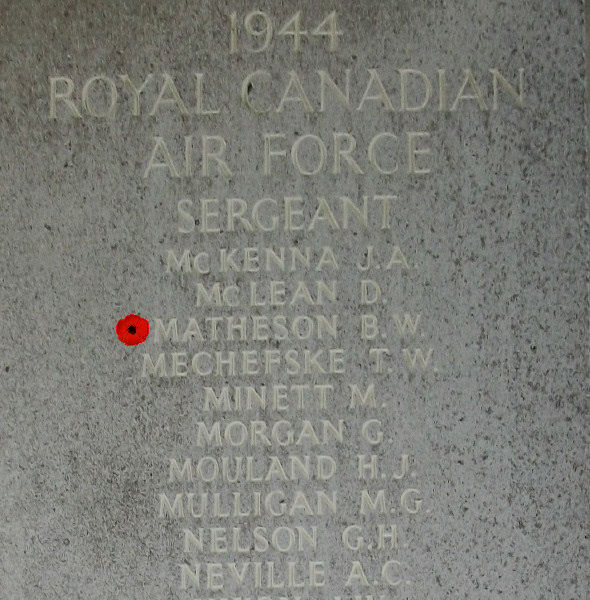 1944
ROYAL CANADIAN
AIR FORCE
SERGEANT
McKENNA J.A.
McLEAN D.
MATHESON B.W.
MECHEFSKE T.W.
MINETT M.
MORGAN G.
MOULAND H.J.
MULLIGAN M.G.
NELSON G.H.
NEVILLE A.C.